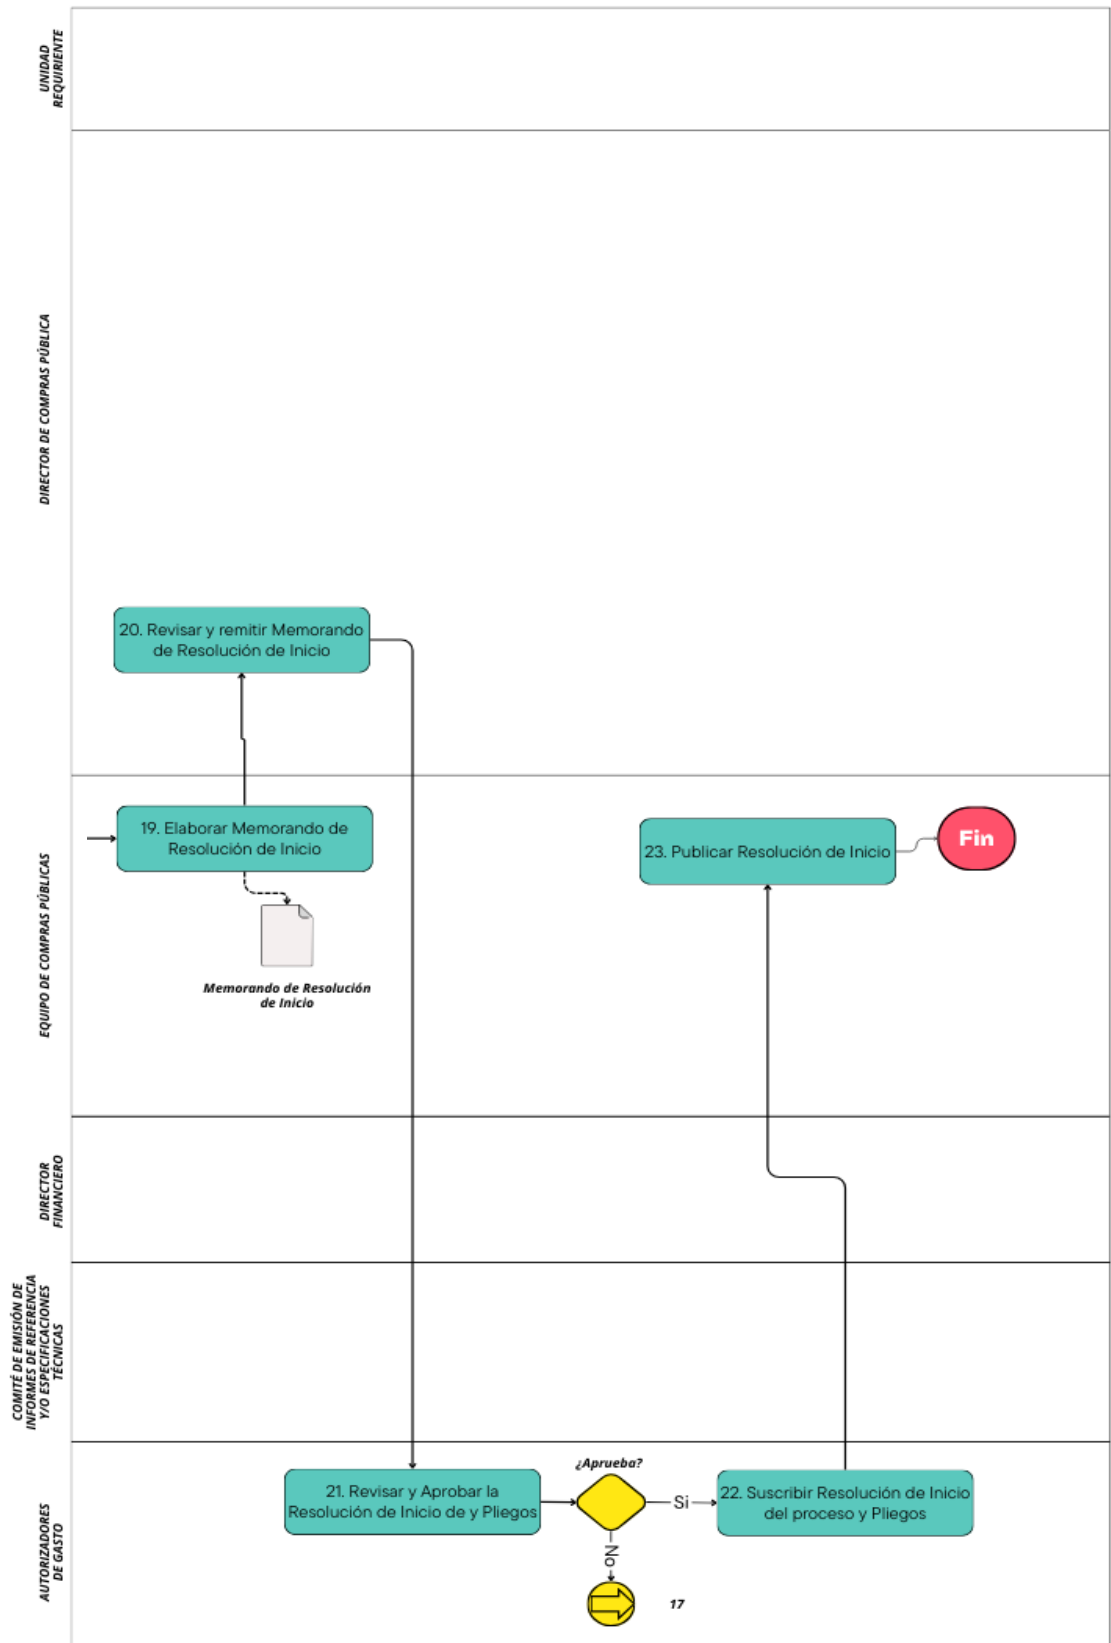 UNIDAD
REQUIRIENTE
DIRECTOR DE COMPRAS PÚBLICA
20. Revisar y remitir Memorando
de Resolución de Inicio
EQUIPO DE COMPRAS PÚBLICAS
19. Elaborar Memorando de
Resolución de Inicio
Memorando de Resolución
de Inicio
23. Publicar Resolución de Inicio
Fin
DIRECTOR
FINANCIERO
COMITÉ DE EMISIÓN DE
INFORMES DE REFERENCIA
Y/O ESPECIFICACIONES
TÉCNICAS
AUTORIZADORES
DE GASTO
21. Revisar y Aprobar la
Resolución de Inicio de y Pliegos
¿Aprueba?
Si
No
17
22. Suscribir Resolución de Inicio
del proceso y Pliegos